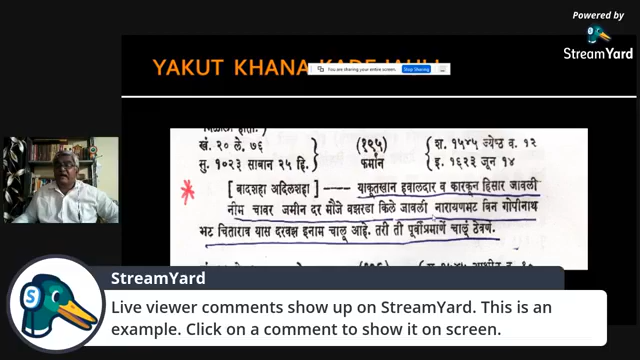 Powered by
StreamYard
YAKUT KHANA KADE JAULI
You are sharing your entire screen.
Stop Sharing
खं. २० ले. ७६
(१९५)
श. १५४५ ज्येष्ठ व. १२
सु. १०२३ साबान २५ हि.
फर्मान
इ. १६२३ जून १४
[ बादशहा अदिलशहा ] ---- याकूतखान हवालदार व कारकून हिसार जावली
नीम चावर जमीन दर मौजे वझरडा किले जावली नारायणभट बिन गोपीनाथ
भट चितराव यास दरवझ इनाम चालू आहे. तरी ती पूर्वीप्रमाणें चालूं ठेवणें.
StreamYard
Live viewer comments show up on StreamYard. This is an
example. Click on a comment to show it on screen.